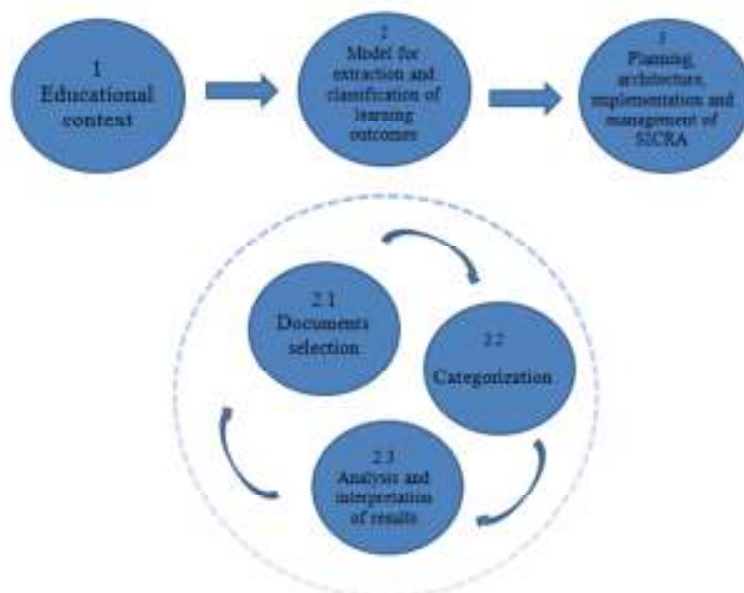 1
Educational
context
2
Model for
extraction and
classification of
learning
outcomes
3
Planning,
architecture,
implementation and
management of
SICRA
2.1
Documents
selection
2.2
Categorization
2.3
Analysis and
interpretation
of results